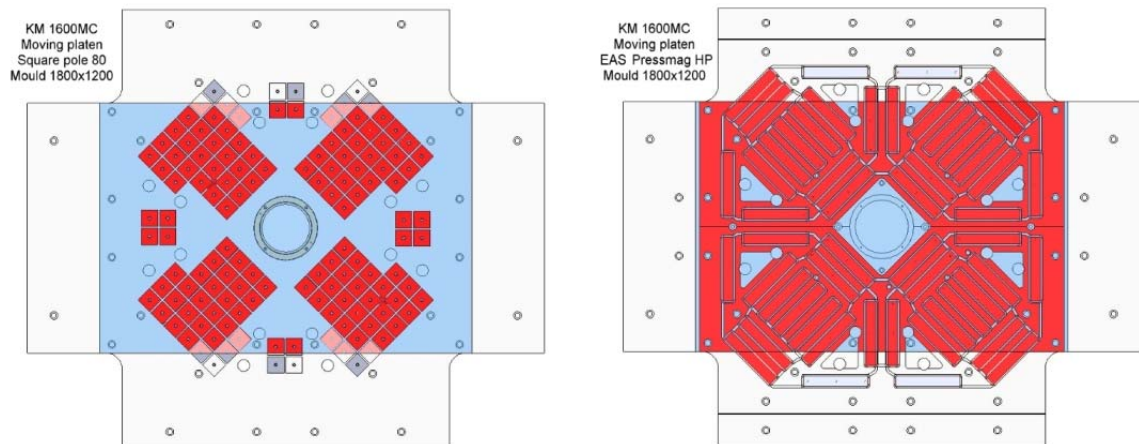 KM 1600MC
Moving platen
Square pole 80
Mould 1800x1200
KM 1600MC
Moving platen
EAS Pressmag HP
Mould 1800x1200